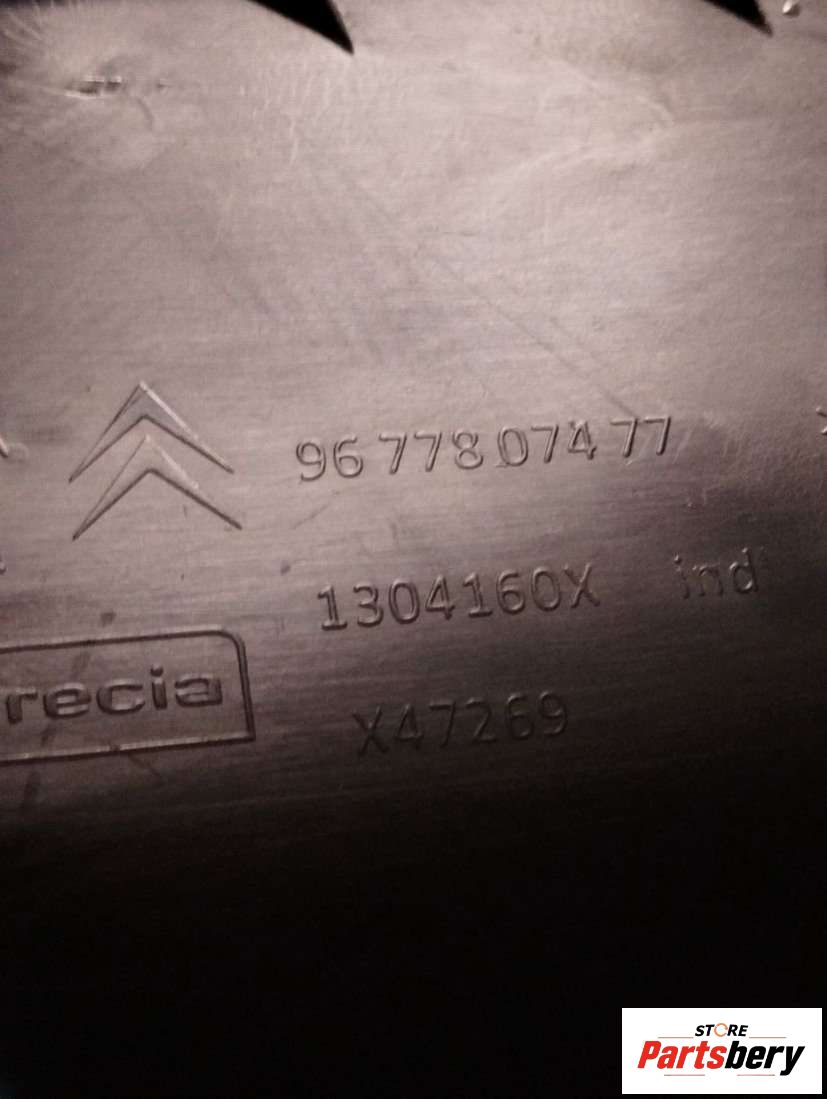 96 778 074 77
1304160X ind
recia
X47269
STORE
Partsbery